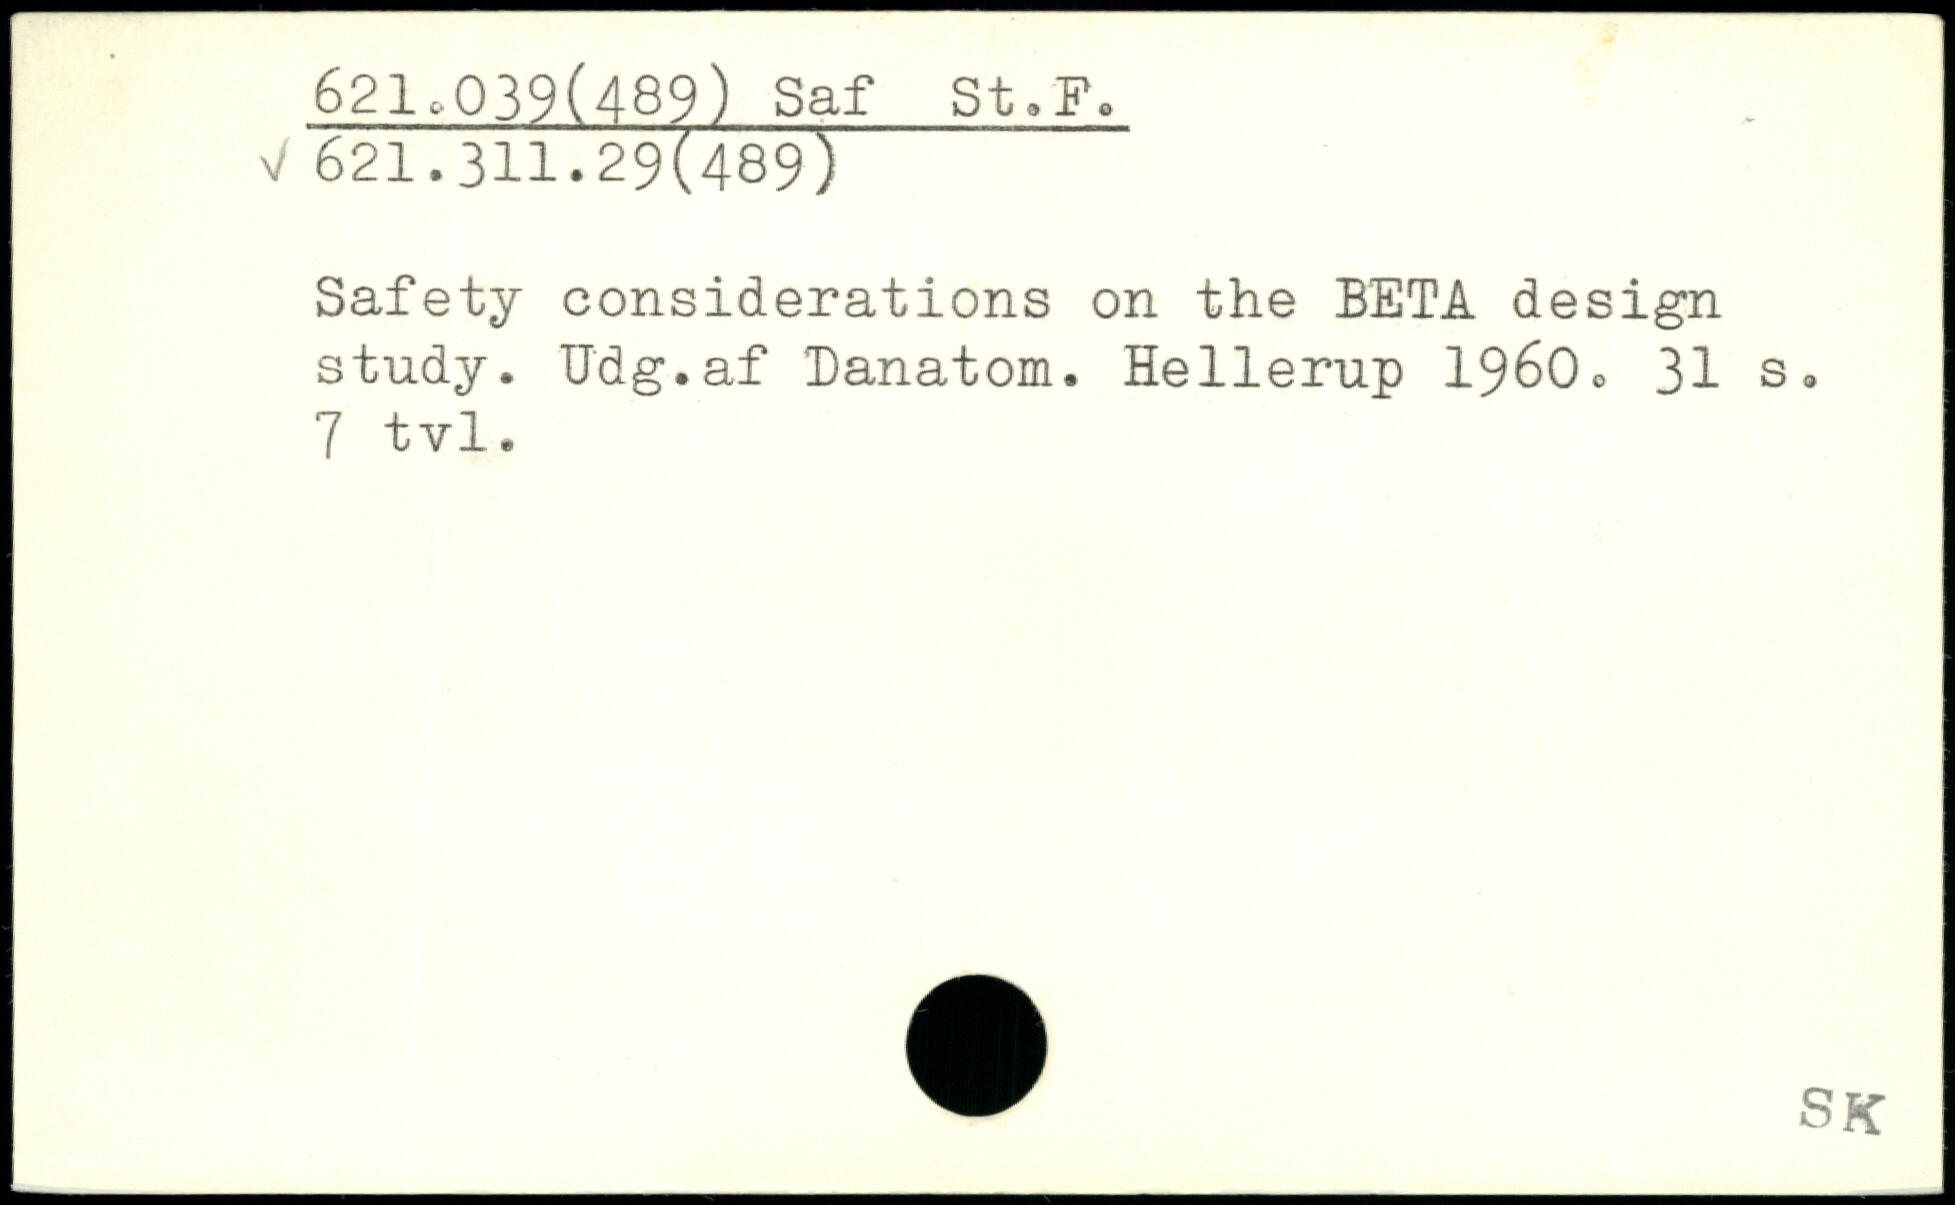 621.039(489) Saf St.F.
√ 621.311.29(489)
Safety considerations on the BETA design
study. Udg.af Danatom. Hellerup 1960. 31 s.
7 tvl.
SK